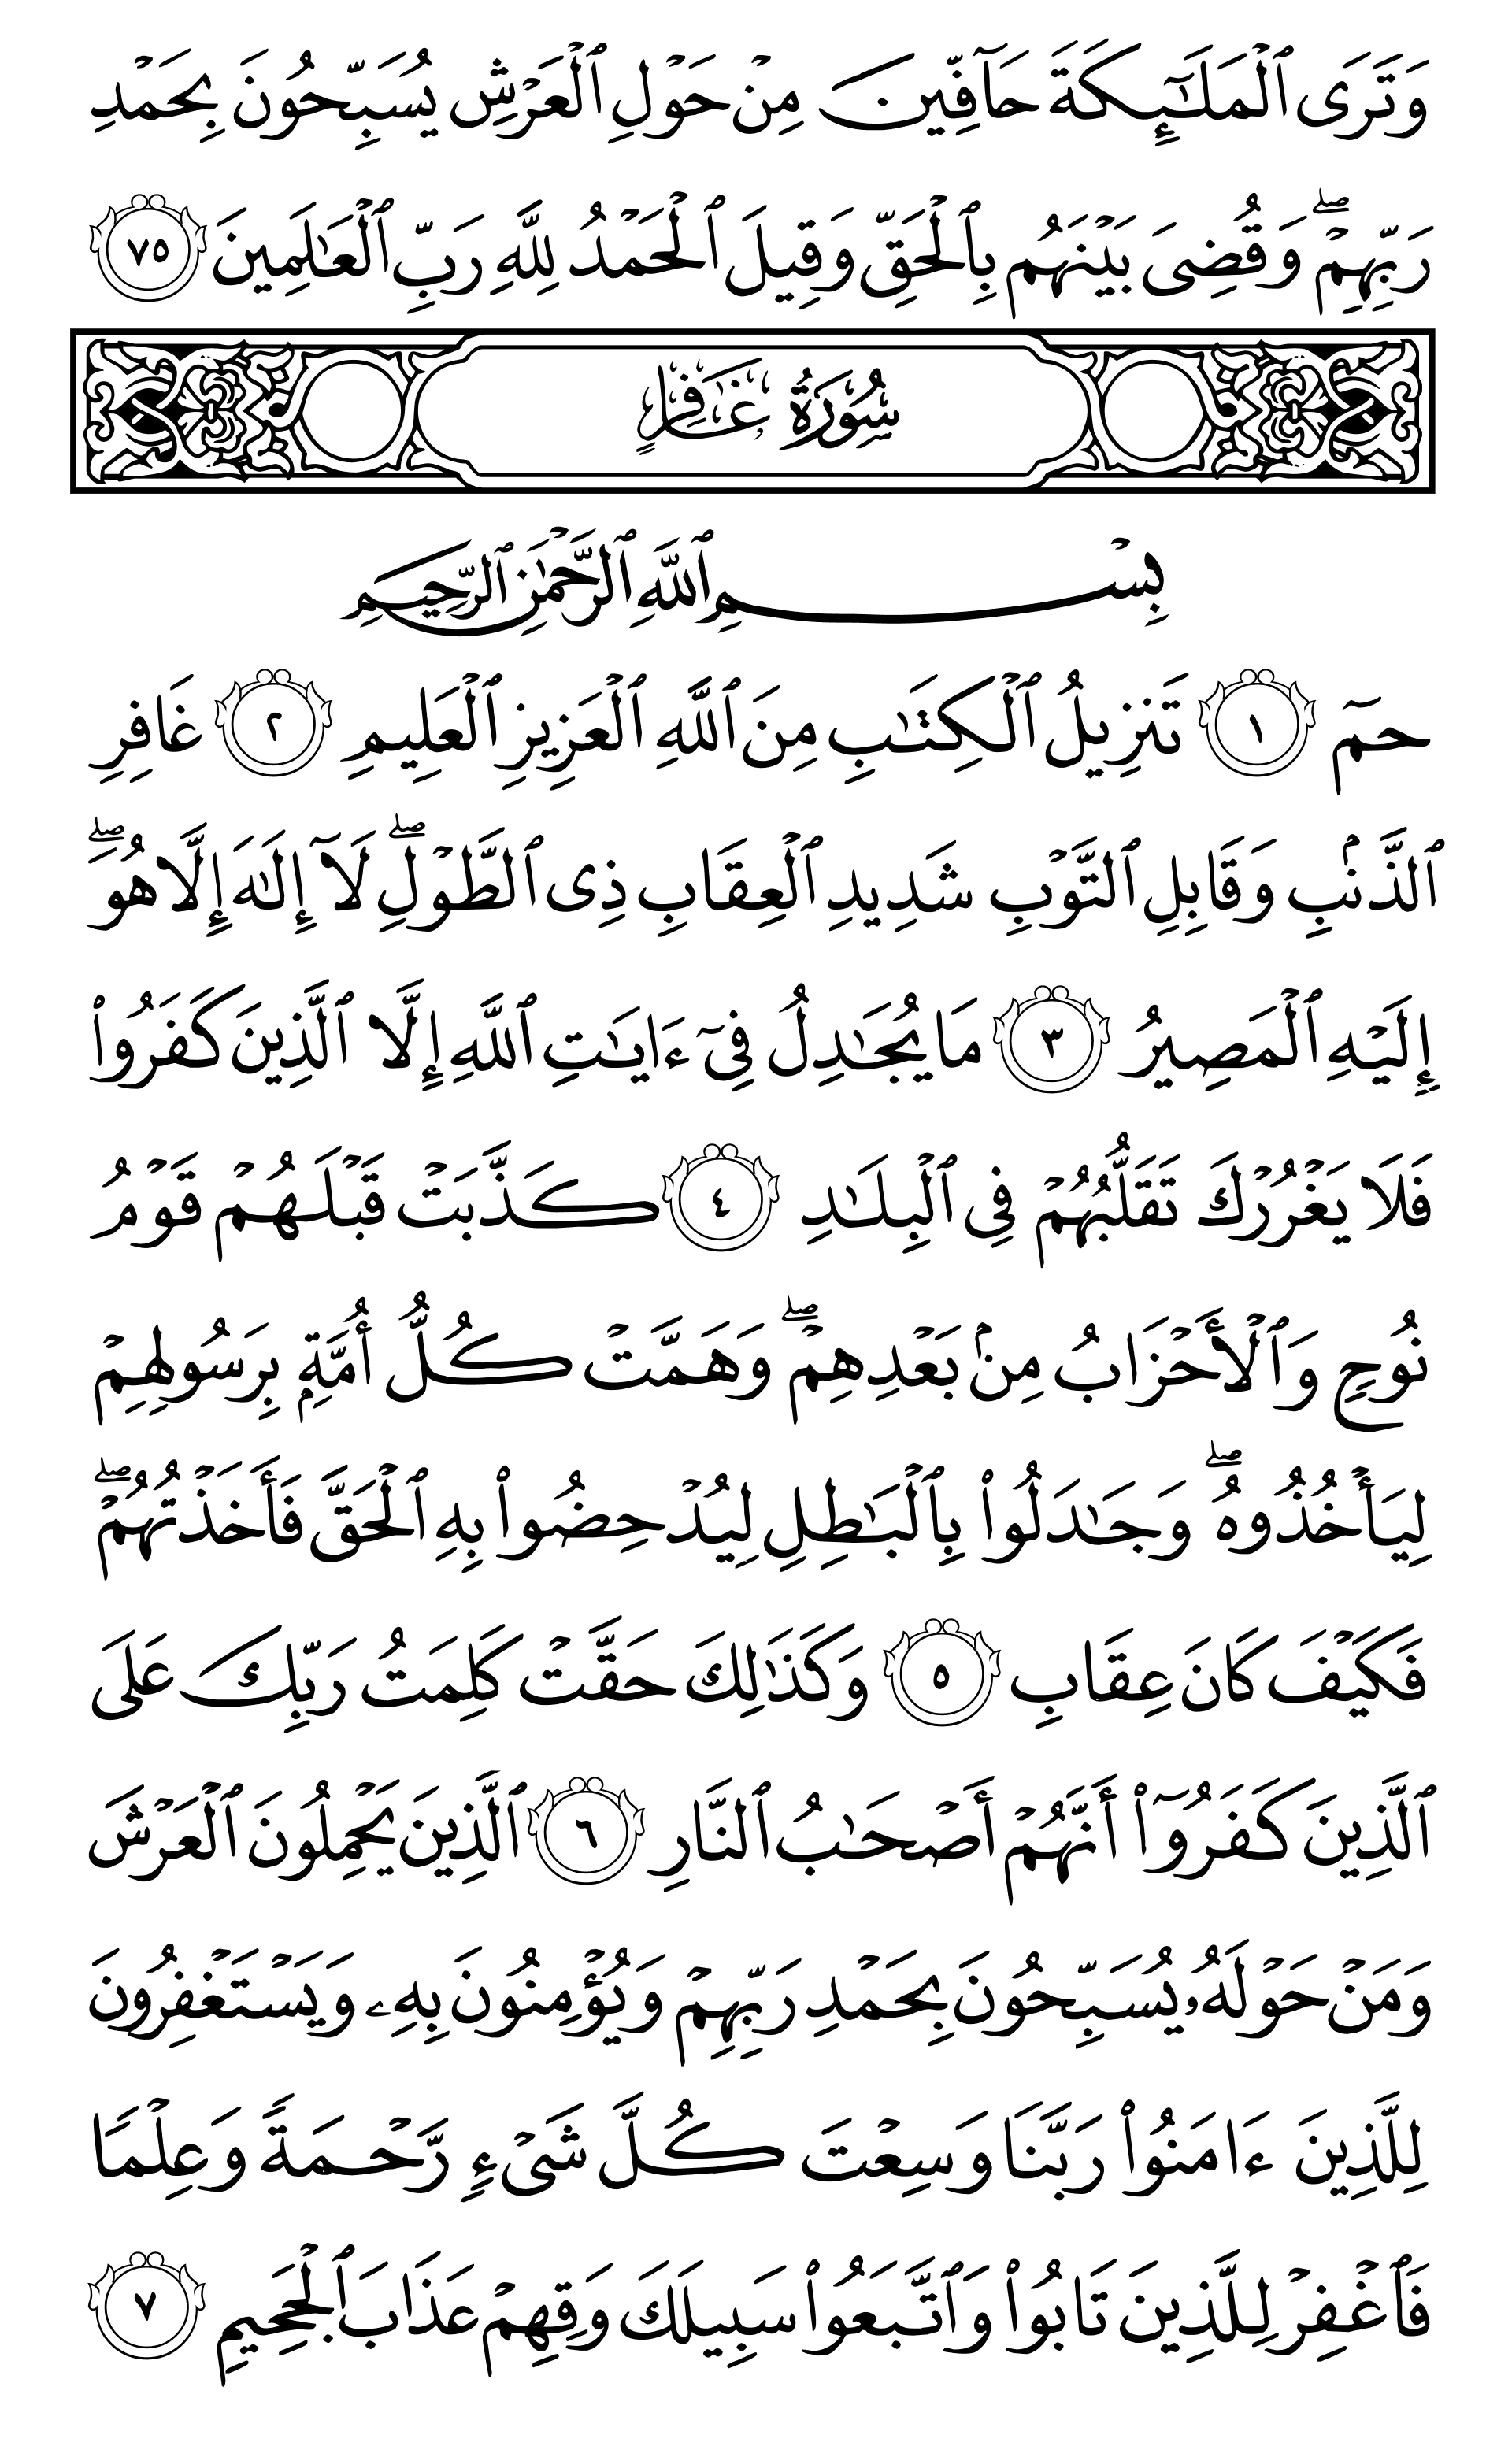 وَتَرَى ٱلْمَلَـٰٓئِكَةَ حَآفِّينَ مِنْ حَوْلِ ٱلْعَرْشِ يُسَبِّحُونَ بِحَمْدِ
رَبِّهِمْ ۖ وَقُضِىَ بَيْنَهُم بِٱلْحَقِّ وَقِيلَ ٱلْحَمْدُ لِلَّهِ رَبِّ ٱلْعَـٰلَمِينَ ٧٥
سُورَةُ غَافِرٍ
بِسْمِ ٱللَّهِ ٱلرَّحْمَـٰنِ ٱلرَّحِيمِ
حمٓ ١ تَنزِيلُ ٱلْكِتَـٰبِ مِنَ ٱللَّهِ ٱلْعَزِيزِ ٱلْعَلِيمِ ٢ غَافِرِ
ٱلذَّنۢبِ وَقَابِلِ ٱلتَّوْبِ شَدِيدِ ٱلْعِقَابِ ذِى ٱلطَّوْلِ ۖ لَآ إِلَـٰهَ إِلَّا هُوَ ۖ
إِلَيْهِ ٱلْمَصِيرُ ٣ مَا يُجَـٰدِلُ فِىٓ ءَايَـٰتِ ٱللَّهِ إِلَّا ٱلَّذِينَ كَفَرُوا۟
فَلَا يَغْرُرْكَ تَقَلُّبُهُمْ فِى ٱلْبِلَـٰدِ ٤ كَذَّبَتْ قَبْلَهُمْ قَوْمُ
نُوحٍ وَٱلْأَحْزَابُ مِنۢ بَعْدِهِمْ ۖ وَهَمَّتْ كُلُّ أُمَّةٍۭ بِرَسُولِهِمْ
لِيَأْخُذُوهُ ۖ وَجَـٰدَلُوا۟ بِٱلْبَـٰطِلِ لِيُدْحِضُوا۟ بِهِ ٱلْحَقَّ فَأَخَذْتُهُمْ ۖ
فَكَيْفَ كَانَ عِقَابِ ٥ وَكَذَٰلِكَ حَقَّتْ كَلِمَتُ رَبِّكَ عَلَى
ٱلَّذِينَ كَفَرُوٓا۟ أَنَّهُمْ أَصْحَـٰبُ ٱلنَّارِ ٦ ٱلَّذِينَ يَحْمِلُونَ ٱلْعَرْشَ
وَمَنْ حَوْلَهُۥ يُسَبِّحُونَ بِحَمْدِ رَبِّهِمْ وَيُؤْمِنُونَ بِهِۦ وَيَسْتَغْفِرُونَ
لِلَّذِينَ ءَامَنُوا۟ رَبَّنَا وَسِعْتَ كُلَّ شَىْءٍ رَّحْمَةً وَعِلْمًا
فَٱغْفِرْ لِلَّذِينَ تَابُوا۟ وَٱتَّبَعُوا۟ سَبِيلَكَ وَقِهِمْ عَذَابَ ٱلْجَحِيمِ ٧